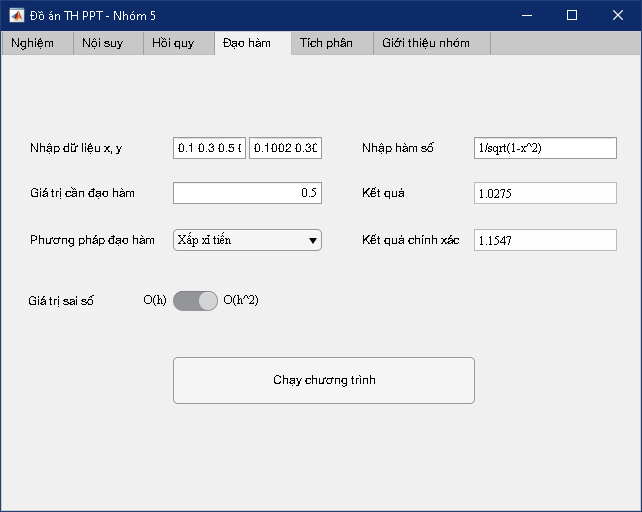 Đồ án TH PPT - Nhóm 5
Nghiệm Nội suy Hồi quy Đạo hàm Tích phân Giới thiệu nhóm
Nhập dữ liệu x, y 0.1 0.3 0.5 0.1002 0.30 Nhập hàm số 1/sqrt(1-x^2)
Giá trị cần đạo hàm 0.5 Kết quả 1.0275
Phương pháp đạo hàm Xấp xỉ tiến Kết quả chính xác 1.1547
Giá trị sai số O(h) O(h^2)
Chạy chương trình